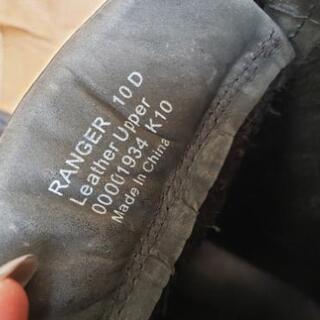 RANGER 10 D
Leather Upper
00001934 K10
Made In China